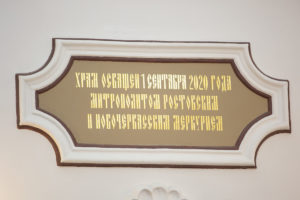 ХРАМ ОСВЯЩЕН 1 СЕНТЯБРЯ 2020 ГОДА
МИТРОПОЛИТОМ РОСТОВСКИМ
И НОВОЧЕРКАССКИМ МЕРКУРИЕМ